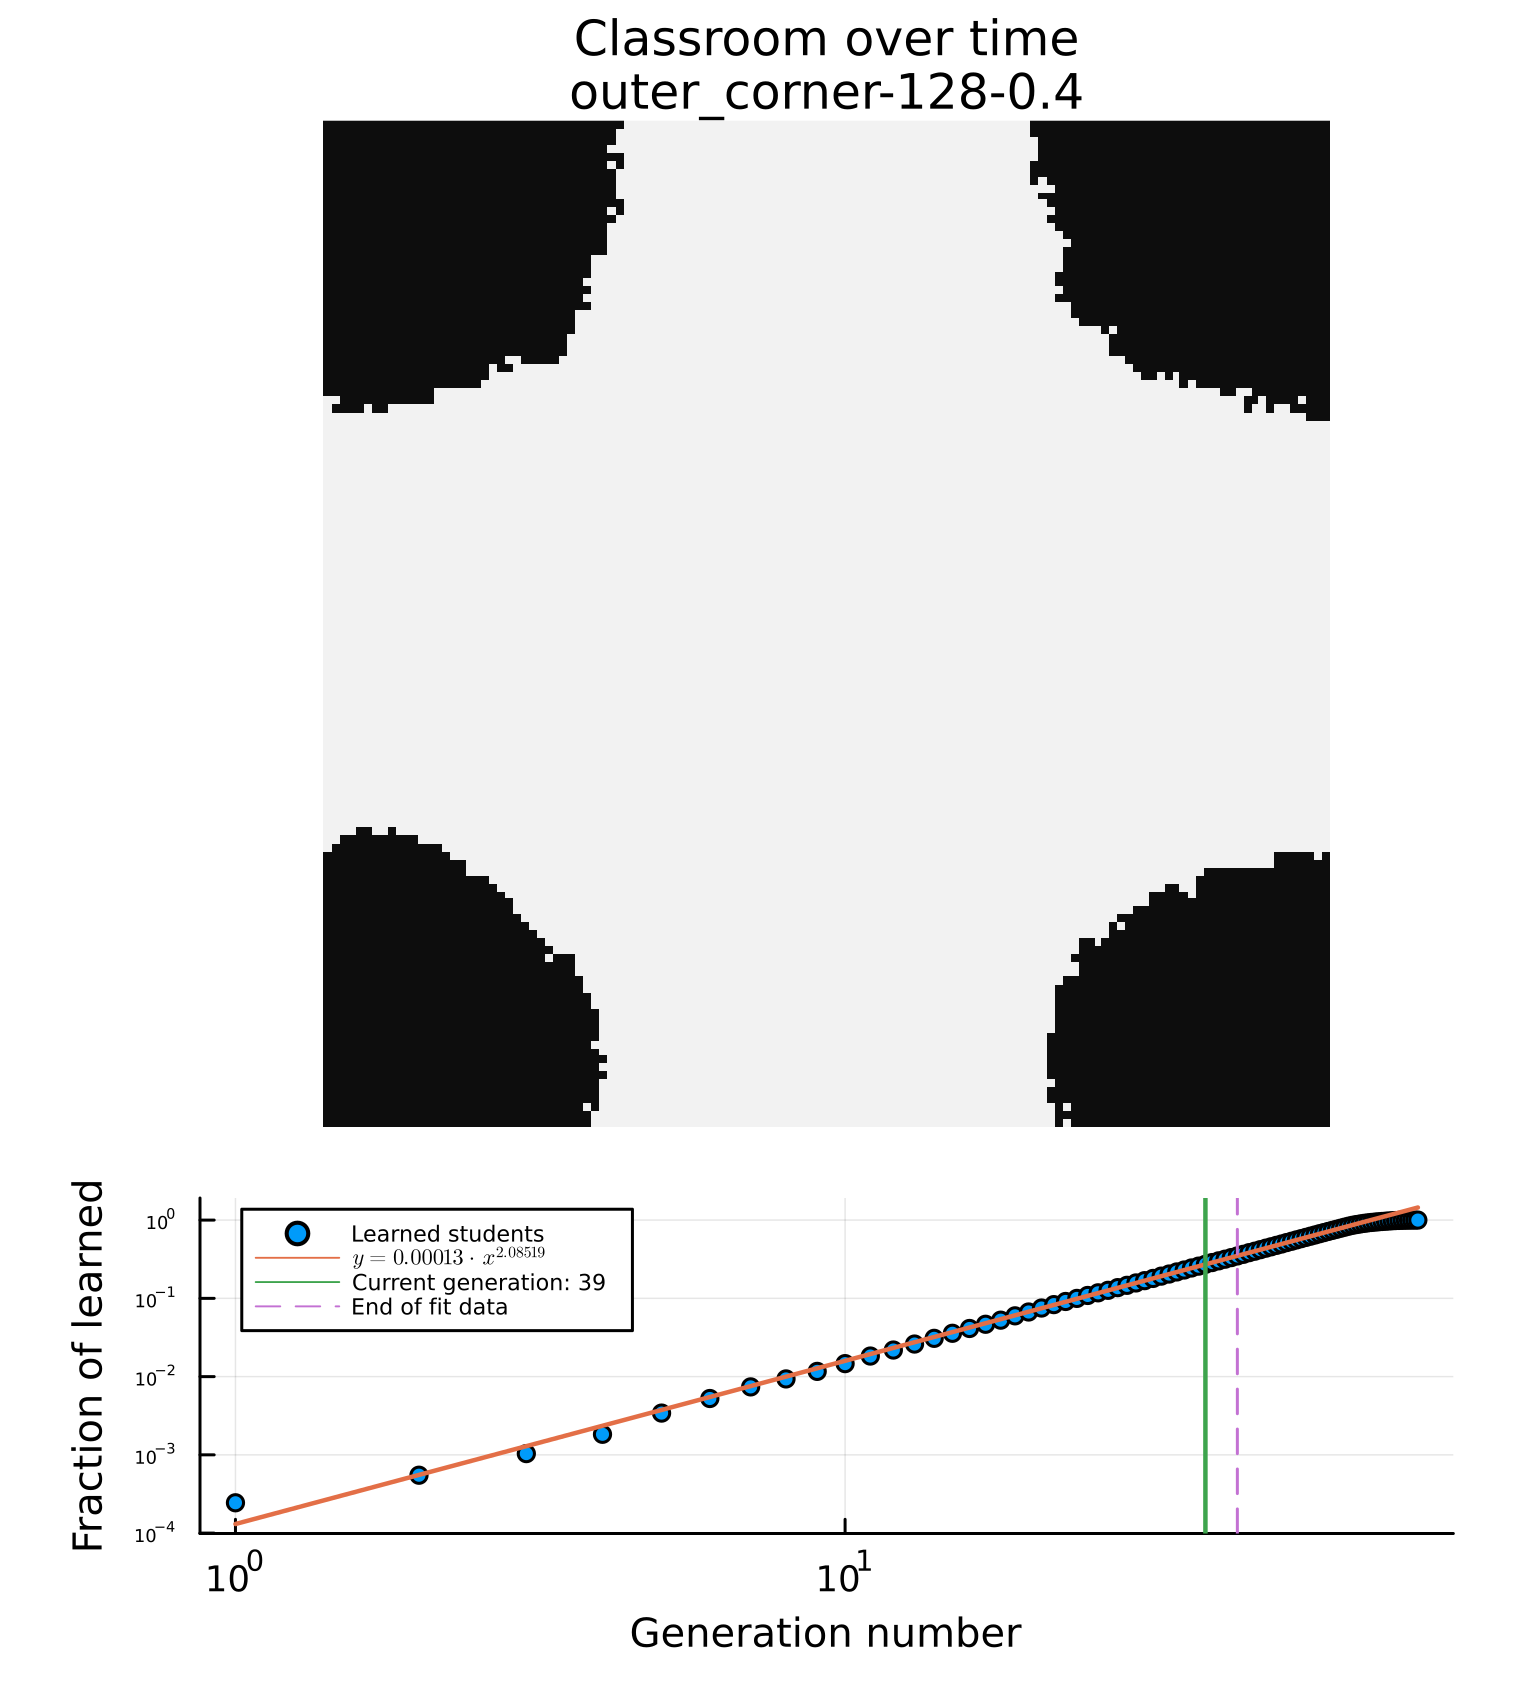 Classroom over time
outer_corner-128-0.4
Fraction of learned
10^0
10^-1
10^-2
10^-3
10^-4
Learned students
y = 0.00013 · x^2.08519
Current generation: 39
End of fit data
10^0 10^1
Generation number